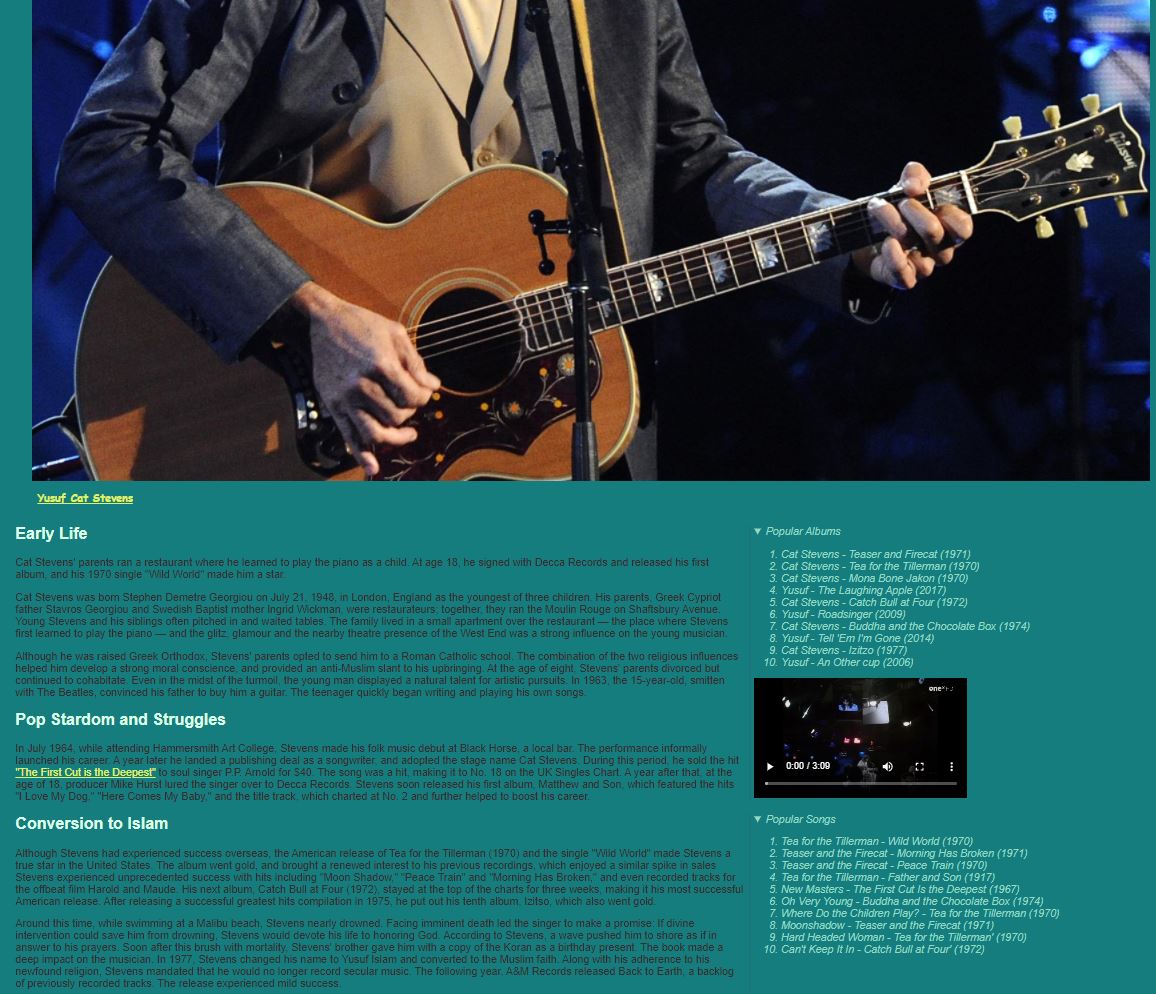 Gibson
Yusuf Cat Stevens
Early Life
Cat Stevens' parents ran a restaurant where he learned to play the piano as a child. At age 18, he signed with Decca Records and released his first
album, and his 1970 single "Wild World" made him a star.
Cat Stevens was born Stephen Demetre Georgiou on July 21, 1948, in London, England as the youngest of three children. His parents, Greek Cypriot
father Stavros Georgiou and Swedish Baptist mother Ingrid Wickman, were restaurateurs; together, they ran the Moulin Rouge on Shaftsbury Avenue.
Young Stevens and his siblings often pitched in and waited tables. The family lived in a small apartment over the restaurant — the place where Stevens
first learned to play the piano — and the glitz, glamour and the nearby theatre presence of the West End was a strong influence on the young musician.
Although he was raised Greek Orthodox, Stevens' parents opted to send him to a Roman Catholic school. The combination of the two religious influences
helped him develop a strong moral conscience, and provided an anti-Muslim slant to his upbringing. At the age of eight, Stevens' parents divorced but
continued to cohabitate. Even in the midst of the turmoil, the young man displayed a natural talent for artistic pursuits. In 1963, the 15-year-old, smitten
with The Beatles, convinced his father to buy him a guitar. The teenager quickly began writing and playing his own songs.
Pop Stardom and Struggles
In July 1964, while attending Hammersmith Art College, Stevens made his folk music debut at Black Horse, a local bar. The performance informally
launched his career. A year later he landed a publishing deal as a songwriter, and adopted the stage name Cat Stevens. During this period, he sold the hit
"The First Cut is the Deepest" to soul singer P.P. Arnold for $40. The song was a hit, making it to No. 18 on the UK Singles Chart. A year after that, at the
age of 18, producer Mike Hurst lured the singer over to Decca Records. Stevens soon released his first album, Matthew and Son, which featured the hits
"I Love My Dog," "Here Comes My Baby," and the title track, which charted at No. 2 and further helped to boost his career.
Conversion to Islam
Although Stevens had experienced success overseas, the American release of Tea for the Tillerman (1970) and the single "Wild World" made Stevens a
true star in the United States. The album went gold, and brought a renewed interest to his previous recordings, which enjoyed a similar spike in sales.
Stevens experienced unprecedented success with hits including "Moon Shadow," "Peace Train" and "Morning Has Broken," and even recorded tracks for
the offbeat film Harold and Maude. His next album, Catch Bull at Four (1972), stayed at the top of the charts for three weeks, making it his most successful
American release. After releasing a successful greatest hits compilation in 1975, he put out his tenth album, Izitso, which also went gold.
Around this time, while swimming at a Malibu beach, Stevens nearly drowned. Facing imminent death led the singer to make a promise: If divine
intervention could save him from drowning, Stevens would devote his life to honoring God. According to Stevens, a wave pushed him to shore as if in
answer to his prayers. Soon after this brush with mortality, Stevens' brother gave him with a copy of the Koran as a birthday present. The book made a
deep impact on the musician. In 1977, Stevens changed his name to Yusuf Islam and converted to the Muslim faith. Along with his adherence to his
newfound religion, Stevens mandated that he would no longer record secular music. The following year, A&M Records released Back to Earth, a backlog
of previously recorded tracks. The release experienced mild success.
Popular Albums
1. Cat Stevens - Teaser and Firecat (1971)
2. Cat Stevens - Tea for the Tillerman (1970)
3. Cat Stevens - Mona Bone Jakon (1970)
4. Yusuf - The Laughing Apple (2017)
5. Cat Stevens - Catch Bull at Four (1972)
6. Yusuf - Roadsinger (2009)
7. Cat Stevens - Buddha and the Chocolate Box (1974)
8. Yusuf - Tell 'Em I'm Gone (2014)
9. Cat Stevens - Izitzo (1977)
10. Yusuf - An Other cup (2006)
one
0:00 / 3:09
Popular Songs
1. Tea for the Tillerman - Wild World (1970)
2. Teaser and the Firecat - Morning Has Broken (1971)
3. Teaser and the Firecat - Peace Train (1970)
4. Tea for the Tillerman - Father and Son (1917)
5. New Masters - The First Cut Is the Deepest (1967)
6. Oh Very Young - Buddha and the Chocolate Box (1974)
7. Where Do the Children Play? - Tea for the Tillerman (1970)
8. Moonshadow - Teaser and the Firecat (1971)
9. Hard Headed Woman - Tea for the Tillerman' (1970)
10. Can't Keep It In - Catch Bull at Four' (1972)